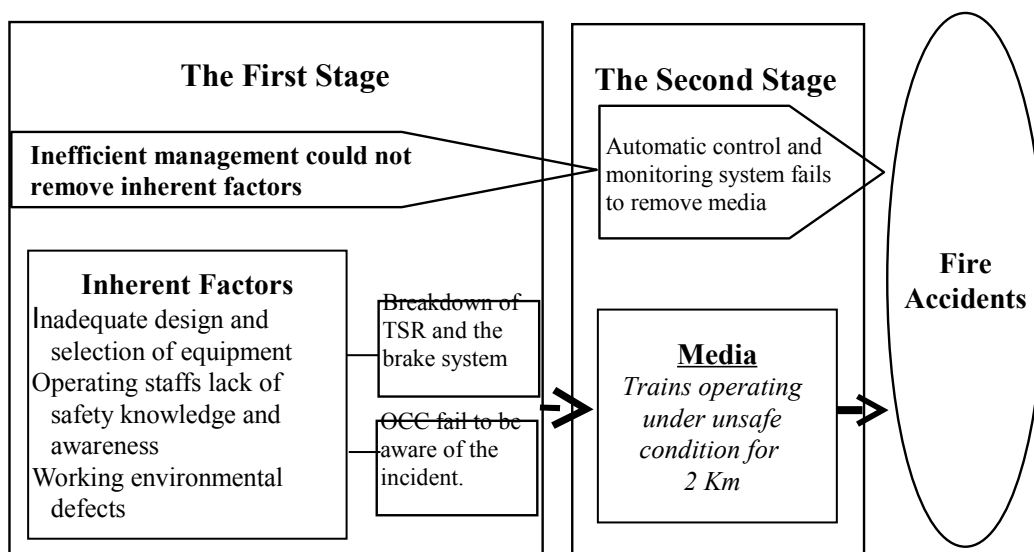 The First Stage
Inefficient management could not
remove inherent factors
Inherent Factors
Inadequate design and
selection of equipment
Operating staffs lack of
safety knowledge and
awareness
Working environmental
defects
Breakdown of
TSR and the
brake system
OCC fail to be
aware of the
incident.
The Second Stage
Automatic control and
monitoring system fails
to remove media
Media
Trains operating
under unsafe
condition for
2 Km
Fire
Accidents